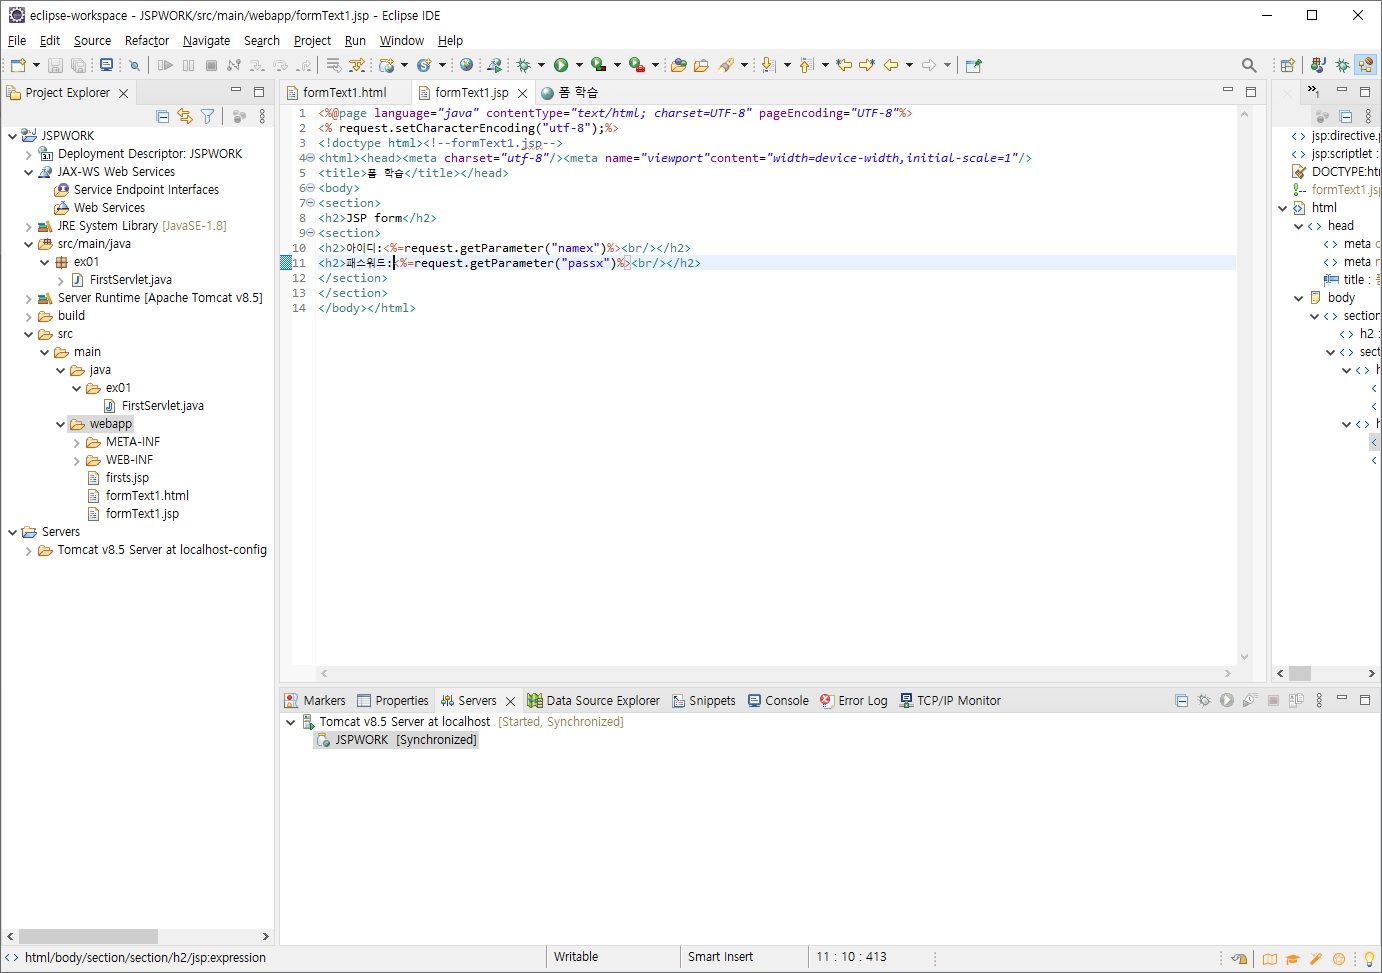 eclipse-workspace - JSPWORK/src/main/webapp/formText1.jsp - Eclipse IDE
File Edit Source Refactor Navigate Search Project Run Window Help
Project Explorer
JSPWORK
Deployment Descriptor: JSPWORK
JAX-WS Web Services
Service Endpoint Interfaces
Web Services
JRE System Library [JavaSE-1.8]
src/main/java
ex01
FirstServlet.java
Server Runtime [Apache Tomcat v8.5]
build
src
main
java
ex01
FirstServlet.java
webapp
META-INF
WEB-INF
firsts.jsp
formText1.html
formText1.jsp
Servers
Tomcat v8.5 Server at localhost-config
formText1.html formText1.jsp 폼 학습
1 <%@page language="java" contentType="text/html; charset=UTF-8" pageEncoding="UTF-8"%>
2 <% request.setCharacterEncoding("utf-8");%>
3 <!doctype html><!--formText1.jsp-->
4 <html><head><meta charset="utf-8"/><meta name="viewport"content="width=device-width,initial-scale=1"/>
5 <title>폼 학습</title></head>
6 <body>
7 <section>
8 <h2>JSP form</h2>
9 <section>
10 <h2>아이디:<%=request.getParameter("namex")%><br/></h2>
11 <h2>패스워드:<%=request.getParameter("passx")%><br/></h2>
12 </section>
13 </section>
14 </body></html>
»1
jsp:directive.p
jsp:scriptlet :
DOCTYPE:ht
formText1.jsp
html
head
meta c
meta n
title : 폼
body
section
h2 :
sect
h
h
Markers Properties Servers Data Source Explorer Snippets Console Error Log TCP/IP Monitor
Tomcat v8.5 Server at localhost [Started, Synchronized]
JSPWORK [Synchronized]
html/body/section/section/h2/jsp:expression Writable Smart Insert 11 : 10 : 413